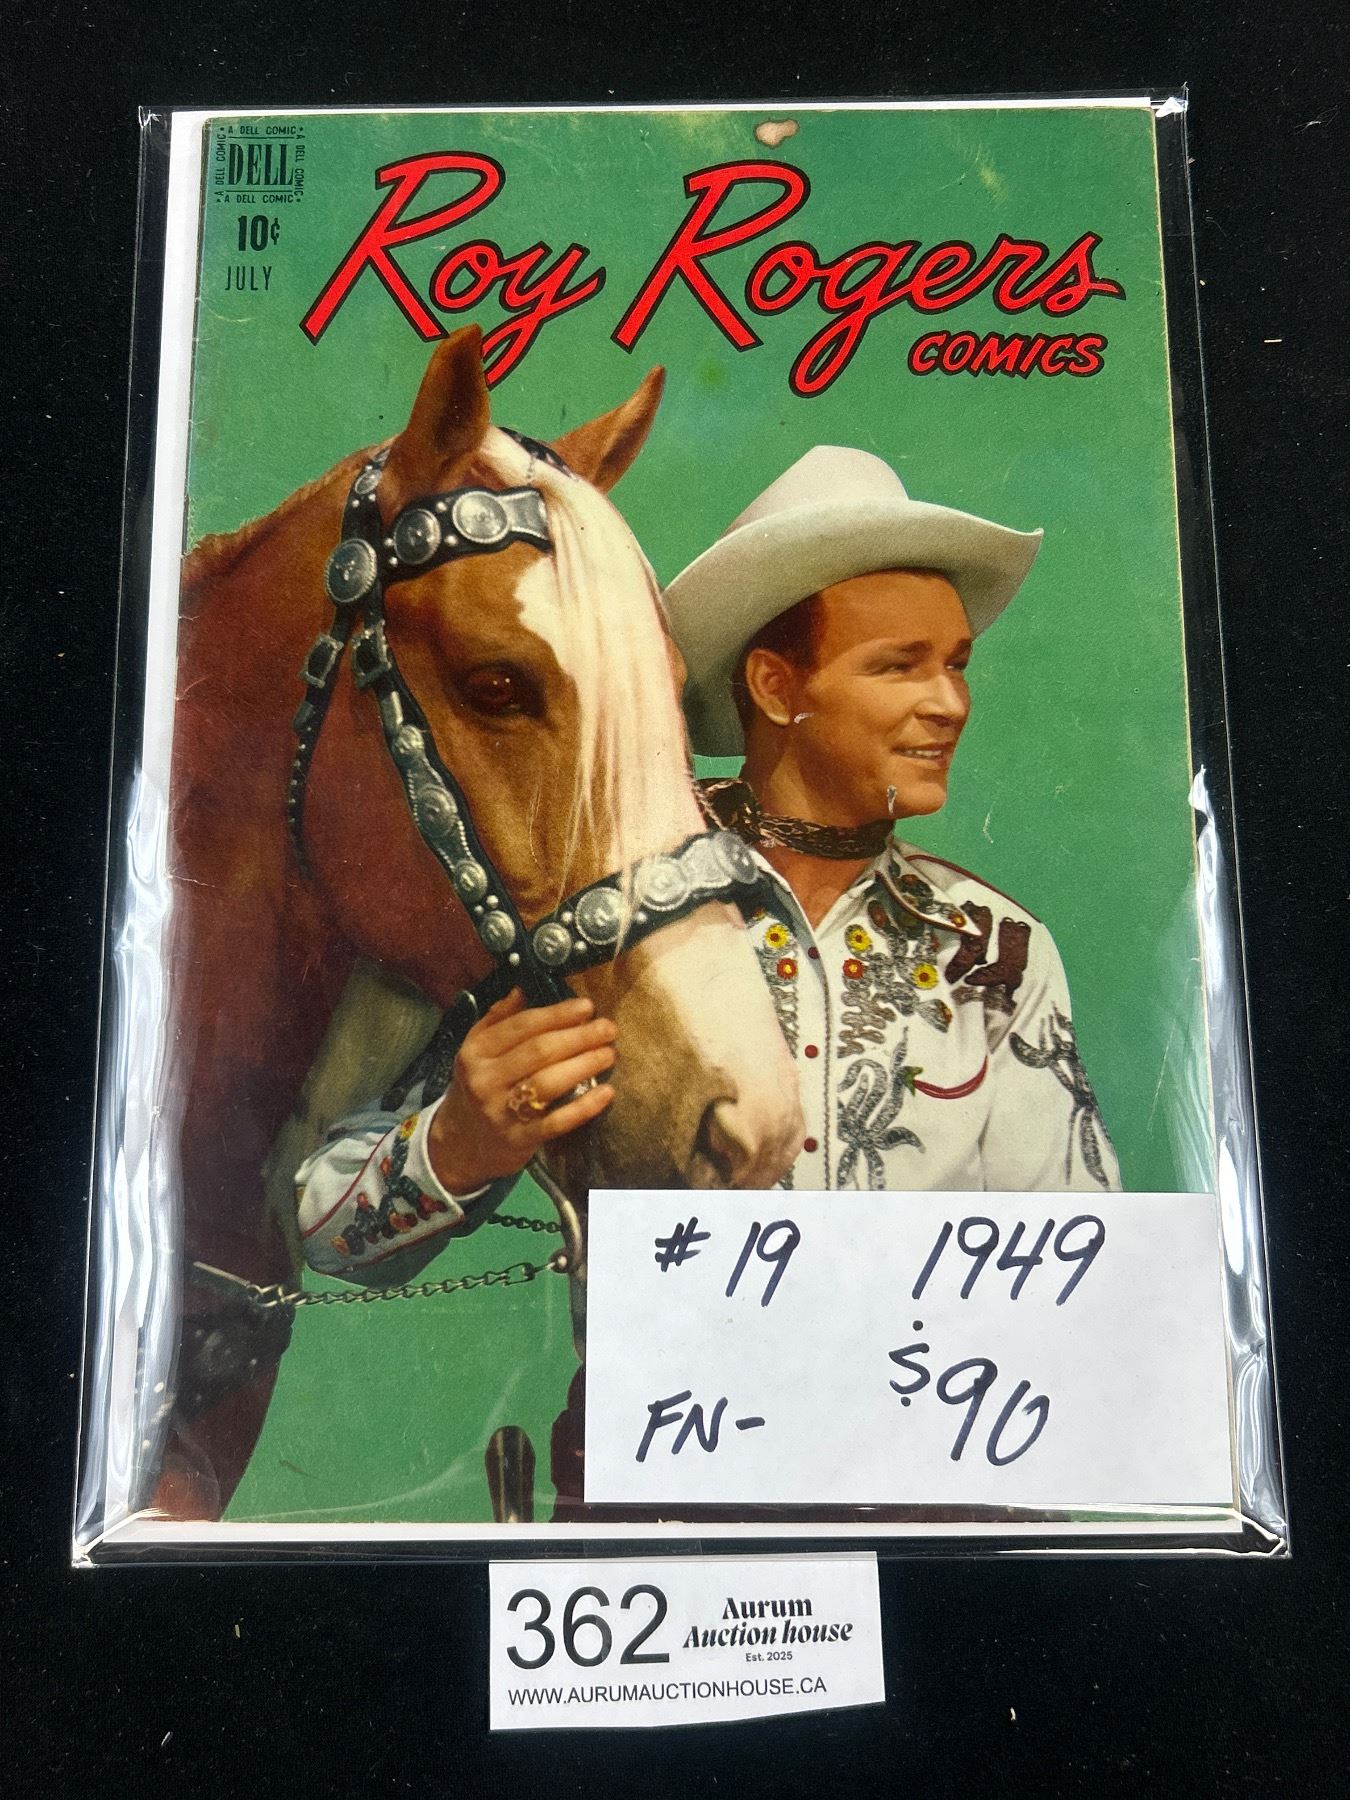 A DELL COMIC
A DELL COMIC
DELL
A DELL COMIC
A DELL COMIC
10¢
JULY
Roy Rogers
COMICS
# 19 1949
$90
FN-
362
Aurum
Auction house
Est. 2025
WWW.AURUMAUCTIONHOUSE.CA